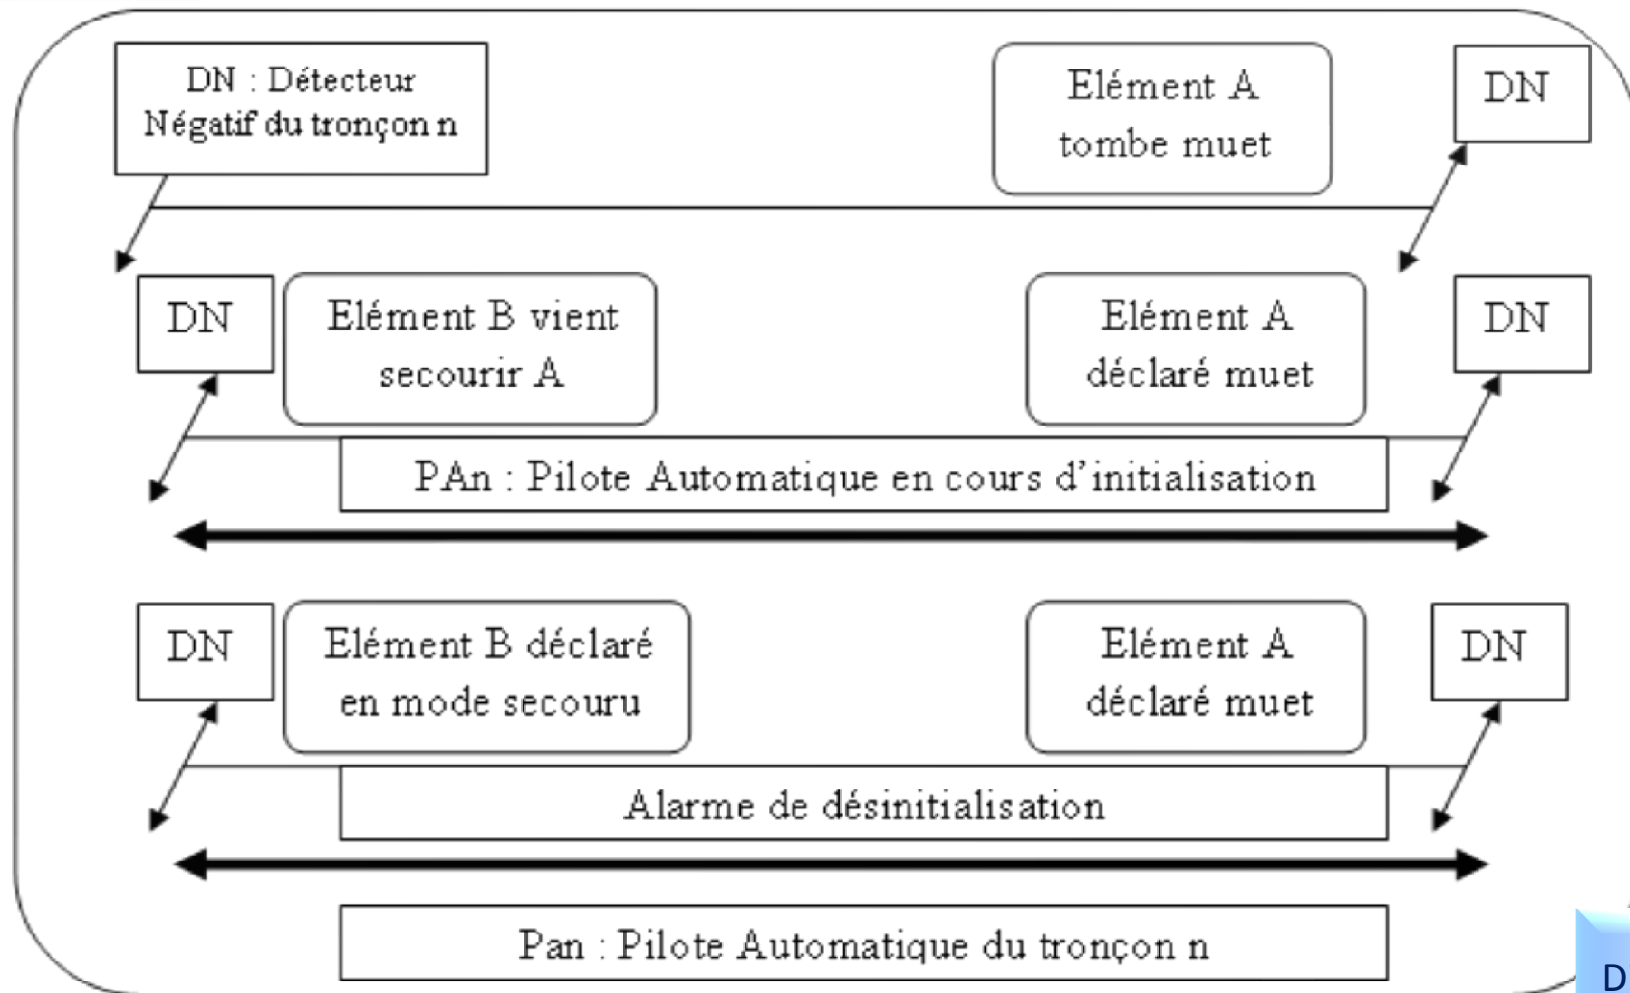 DN : Détecteur
Négatif du tronçon n
Elément A
tombe muet
DN
DN
Elément B vient
secourir A
Elément A
déclaré muet
DN
PAn : Pilote Automatique en cours d'initialisation
DN
Elément B déclaré
en mode secouru
Elément A
déclaré muet
DN
Alarme de désinitialisation
Pan : Pilote Automatique du tronçon n
D